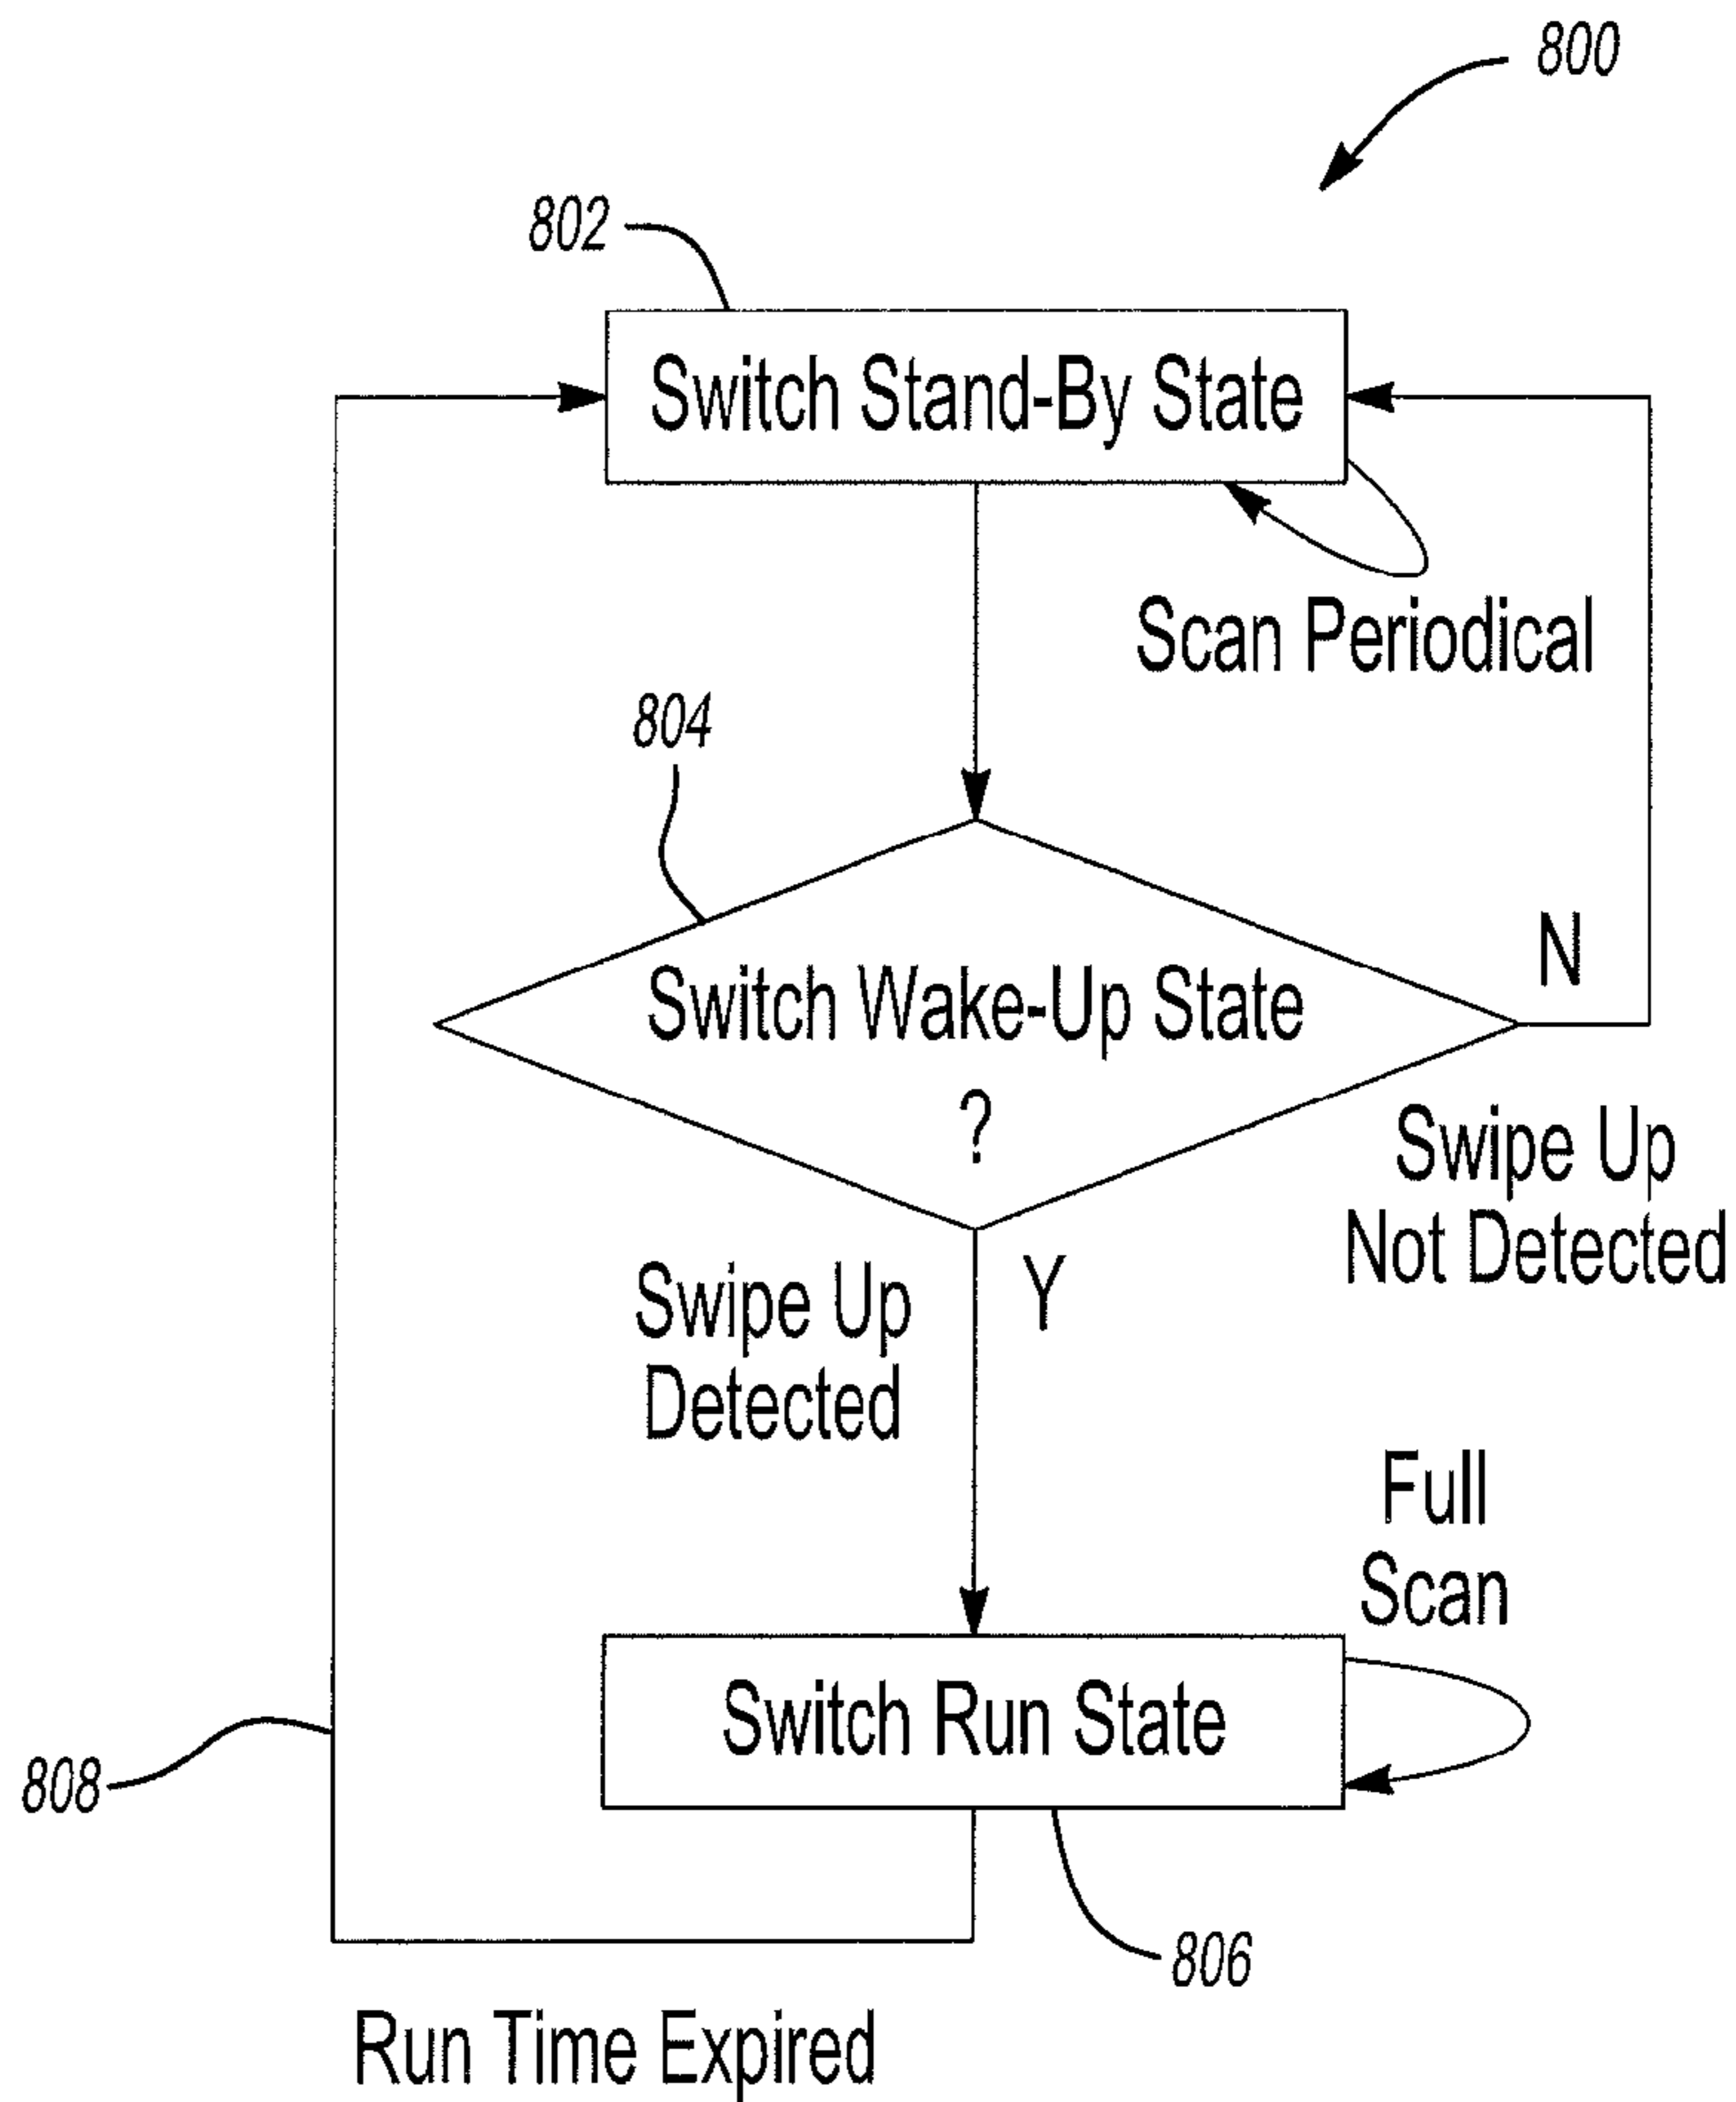 800
802
Switch Stand-By State
Scan Periodical
804
Switch Wake-Up State
?
N
Swipe Up
Not Detected
Y
Swipe Up
Detected
Full
Scan
Switch Run State
808
806
Run Time Expired